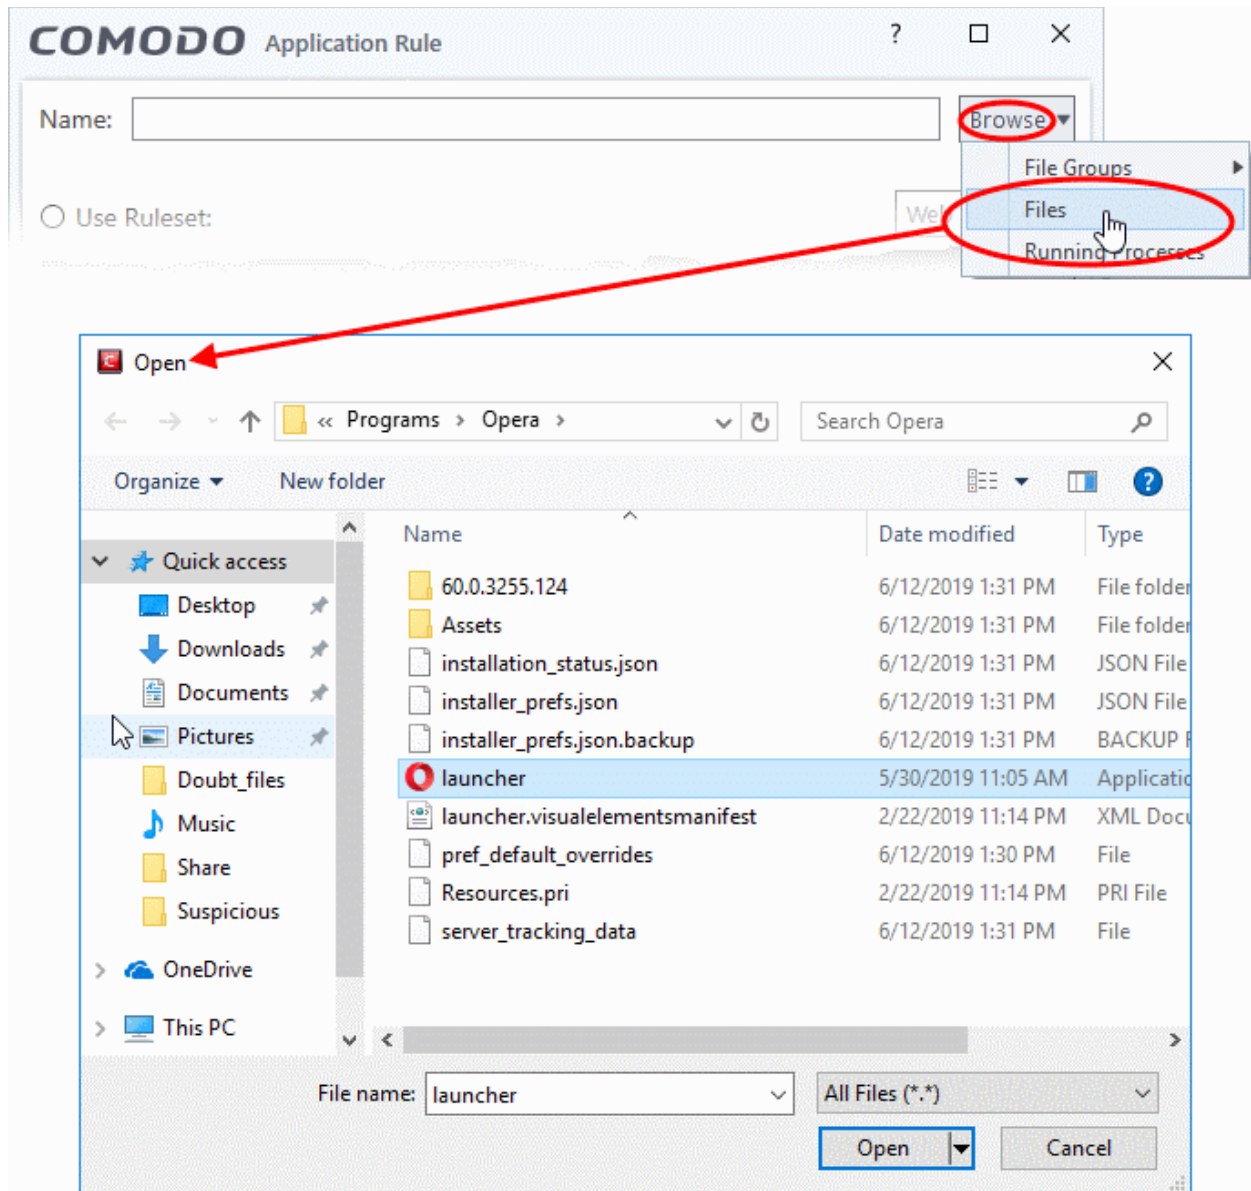 COMODO Application Rule ?
Name: Browse
File Groups
Use Ruleset: Files
Running Processes
Open
« Programs > Opera > Search Opera
Organize New folder ?
Name Date modified Type
Quick access
60.0.3255.124 6/12/2019 1:31 PM File folder
Desktop
Assets 6/12/2019 1:31 PM File folder
Downloads
installation_status.json 6/12/2019 1:31 PM JSON File
Documents
installer_prefs.json 6/12/2019 1:31 PM JSON File
Pictures
installer_prefs.json.backup 6/12/2019 1:31 PM BACKUP
Doubt_files
launcher 5/30/2019 11:05 AM Applicatio
Music
launcher.visualelementsmanifest 2/22/2019 11:14 PM XML Docu
Share
pref_default_overrides 6/12/2019 1:30 PM File
Suspicious
Resources.pri 2/22/2019 11:14 PM PRI File
server_tracking_data 6/12/2019 1:31 PM File
OneDrive
This PC
File name: launcher All Files (*.*)
Open Cancel